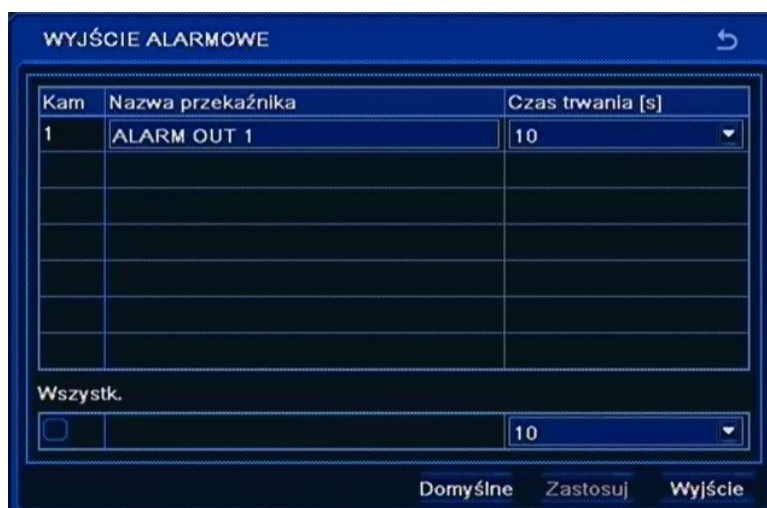 WYJŚCIE ALARMOWE
Kam Nazwa przekaźnika Czas trwania [s]
1 ALARM OUT 1 10
Wszystk.
10
Domyślne Zastosuj Wyjście